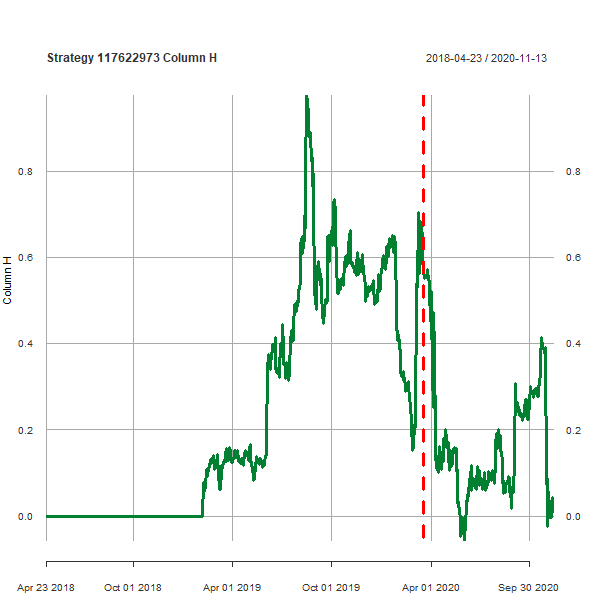 Strategy 117622973 Column H
2018-04-23 / 2020-11-13
Column H
0.8 0.8
0.6 0.6
0.4 0.4
0.2 0.2
0.0 0.0
Apr 23 2018 Oct 01 2018 Apr 01 2019 Oct 01 2019 Apr 01 2020 Sep 30 2020